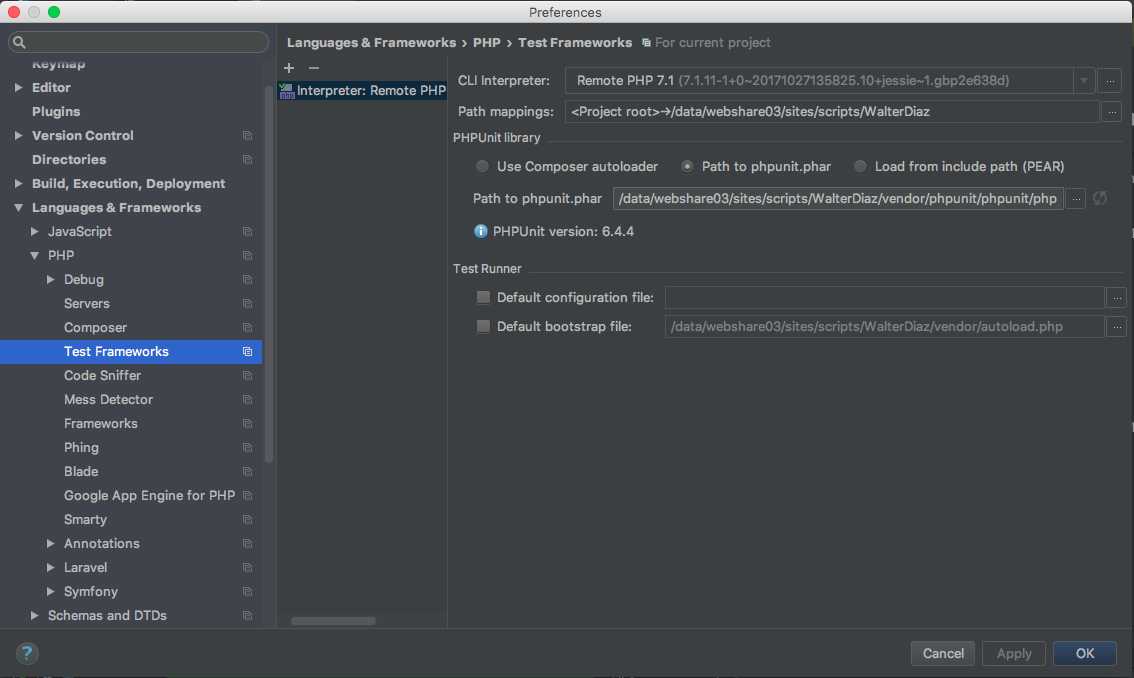 Preferences
Keymap
Editor
Plugins
Version Control
Directories
Build, Execution, Deployment
Languages & Frameworks
JavaScript
PHP
Debug
Servers
Composer
Test Frameworks
Code Sniffer
Mess Detector
Frameworks
Phing
Blade
Google App Engine for PHP
Smarty
Annotations
Laravel
Symfony
Schemas and DTDs
Languages & Frameworks › PHP › Test Frameworks For current project
Interpreter: Remote PHP
CLI Interpreter: Remote PHP 7.1 (7.1.11-1+0~20171027135825.10+jessie~1.gbp2e638d) ...
Path mappings: <Project root>→/data/webshare03/sites/scripts/WalterDiaz ...
PHPUnit library
Use Composer autoloader Path to phpunit.phar Load from include path (PEAR)
Path to phpunit.phar /data/webshare03/sites/scripts/WalterDiaz/vendor/phpunit/phpunit/php ...
PHPUnit version: 6.4.4
Test Runner
Default configuration file: ...
Default bootstrap file: /data/webshare03/sites/scripts/WalterDiaz/vendor/autoload.php ...
? Cancel Apply OK